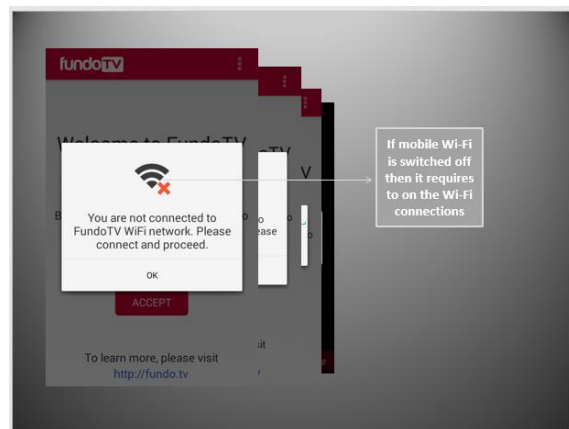 fundoTV
Welcome to FundoTV
You are not connected to
FundoTV WiFi network. Please
connect and proceed.
OK
ACCEPT
To learn more, please visit
http://fundo.tv
If mobile Wi-Fi
is switched off
then it requires
to on the Wi-Fi
connections